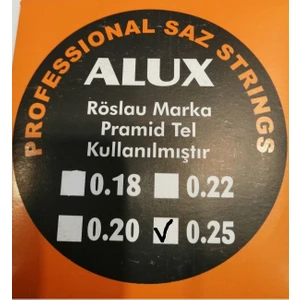 PROFESSIONAL SAZ STRINGS
ALUX
Röslau Marka
Pramid Tel
Kullanılmıştır
0.18 0.22
0.20 ✓ 0.25